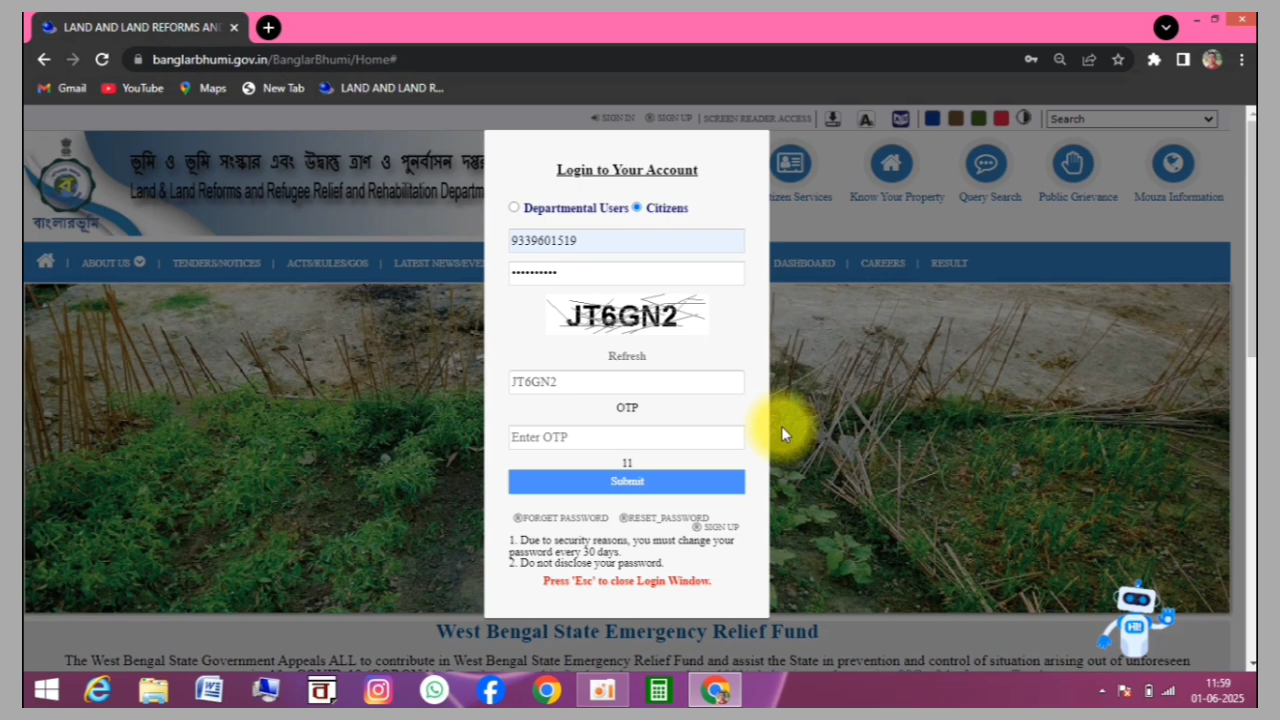 LAND AND LAND REFORMS AN
banglarbhumi.gov.in/BanglarBhumi/Home#
Gmail YouTube Maps New Tab LAND AND LAND R...
SIGN IN SIGN UP | SCREEN READER ACCESS | A Search
ভূমি ও ভূমি সংস্কার এবং উদ্বাস্তু ত্রাণ ও পুনর্বাসন দপ্তর
Land & Land Reforms and Refugee Relief and Rehabilitation Departm
বাংলারভূমি
tizen Services Know Your Property Query Search Public Grievance Mouza Information
ABOUT US | TENDERS/NOTICES | ACTS/RULES/GOS | LATEST NEWS/EVE DASHBOARD | CAREERS | RESULT
Login to Your Account
Departmental Users Citizens
9339601519
••••••••••
JT6GN2
Refresh
JT6GN2
OTP
Enter OTP
11
Submit
®FORGET PASSWORD ®RESET_PASSWORD
® SIGN UP
1. Due to security reasons, you must change your
password every 30 days.
2. Do not disclose your password.
Press 'Esc' to close Login Window.
HI!
West Bengal State Emergency Relief Fund
The West Bengal State Government Appeals ALL to contribute in West Bengal State Emergency Relief Fund and assist the State in prevention and control of situation arising out of unforeseen
11:59
01-06-2025